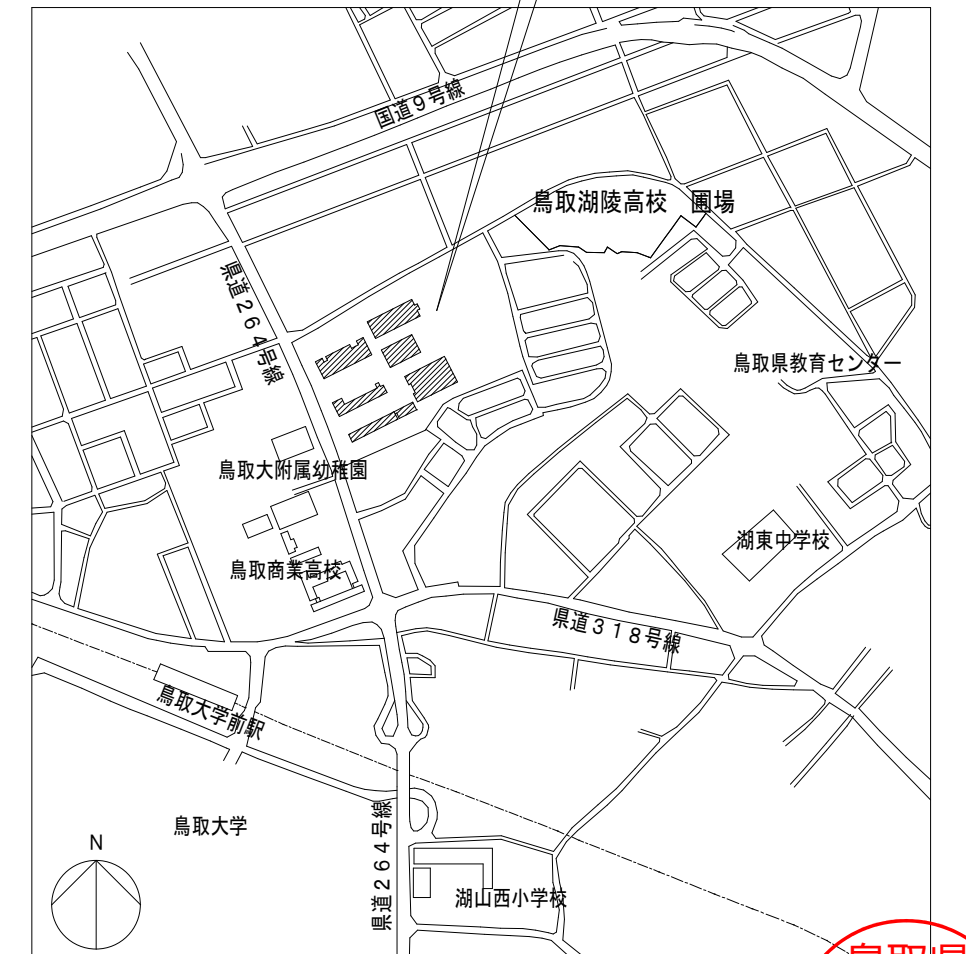 国道9号線
鳥取湖陵高校 圃場
県道264号線
鳥取県教育センター
鳥取大附属幼稚園
湖東中学校
鳥取商業高校
県道318号線
鳥取大学前駅
鳥取大学
県道264号線
N
湖山西小学校
鳥取県